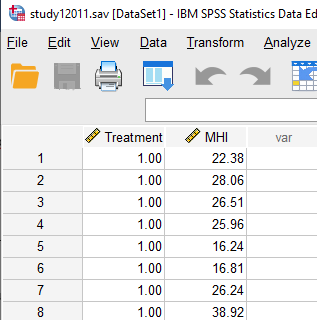 study12011.sav [DataSet1] - IBM SPSS Statistics Data Ed
File Edit View Data Transform Analyze
Treatment MHI var
1 1.00 22.38
2 1.00 28.06
3 1.00 26.51
4 1.00 25.96
5 1.00 16.24
6 1.00 16.81
7 1.00 26.24
8 1.00 38.92